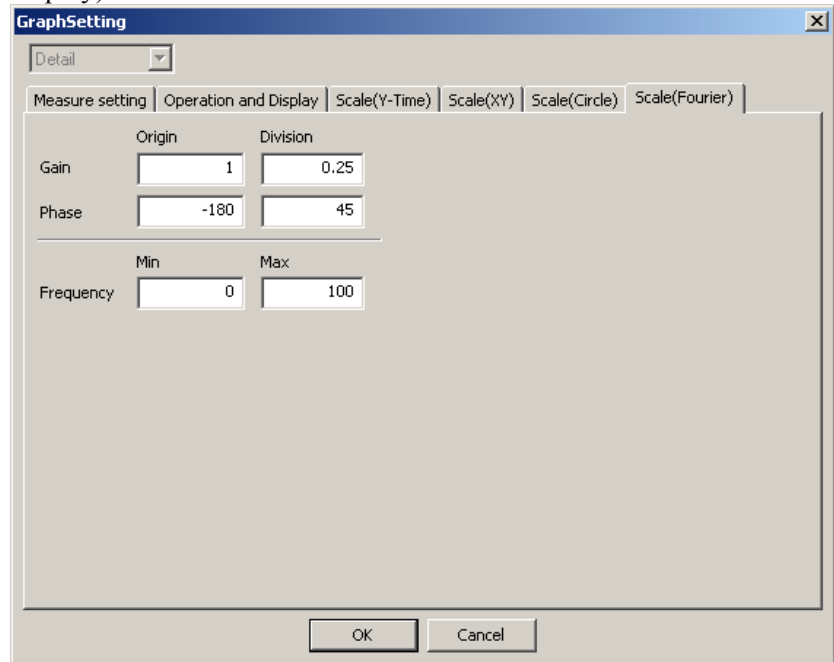 GraphSetting
Detail
Measure setting Operation and Display Scale(Y-Time) Scale(XY) Scale(Circle) Scale(Fourier)
Origin Division
Gain 1 0.25
Phase -180 45
Min Max
Frequency 0 100
OK Cancel